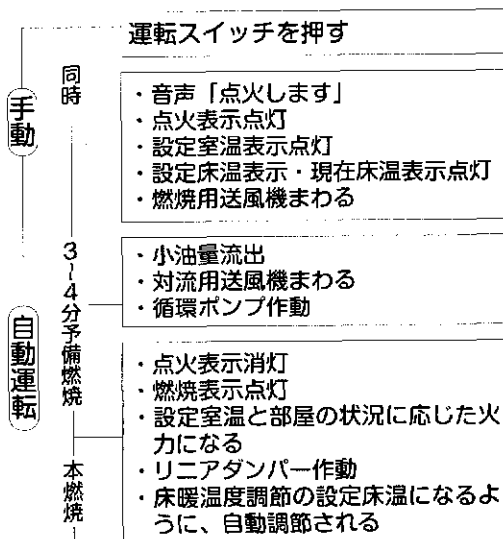 運転スイッチを押す
手動
同時
・音声「点火します」
・点火表示点灯
・設定室温表示点灯
・設定床温表示・現在床温表示点灯
・燃焼用送風機まわる
自動運転
3~4分予備燃焼
・小油量流出
・対流用送風機まわる
・循環ポンプ作動
・点火表示消灯
・燃焼表示点灯
・設定室温と部屋の状況に応じた火
力になる
・リニアダンパー作動
・床暖温度調節の設定床温になるよ
うに、自動調節される
本燃焼